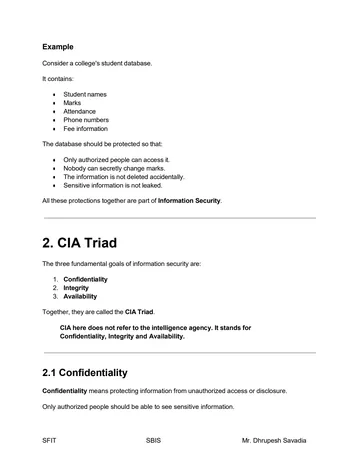 Example
Consider a college's student database.
It contains:
• Student names
• Marks
• Attendance
• Phone numbers
• Fee information
The database should be protected so that:
• Only authorized people can access it.
• Nobody can secretly change marks.
• The information is not deleted accidentally.
• Sensitive information is not leaked.
All these protections together are part of Information Security.
2. CIA Triad
The three fundamental goals of information security are:
1. Confidentiality
2. Integrity
3. Availability
Together, they are called the CIA Triad.
CIA here does not refer to the intelligence agency. It stands for
Confidentiality, Integrity and Availability.
2.1 Confidentiality
Confidentiality means protecting information from unauthorized access or disclosure.
Only authorized people should be able to see sensitive information.
SFIT SBIS Mr. Dhrupesh Savadia